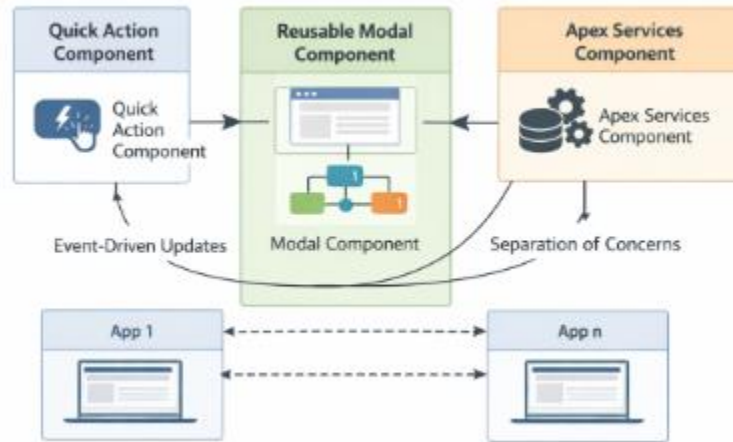 Quick Action
Component
Quick
Action
Component
Reusable Modal
Component
1
1
Modal Component
Apex Services
Component
Apex Services
Component
Event-Driven Updates
Separation of Concerns
App 1
App n